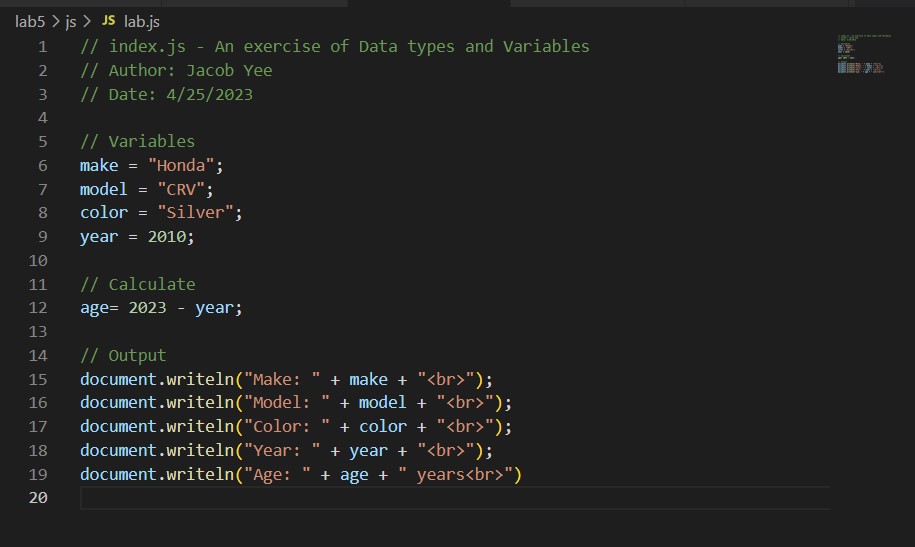 lab5 > js > JS lab.js
1 // index.js - An exercise of Data types and Variables
2 // Author: Jacob Yee
3 // Date: 4/25/2023
4
5 // Variables
6 make = "Honda";
7 model = "CRV";
8 color = "Silver";
9 year = 2010;
10
11 // Calculate
12 age= 2023 - year;
13
14 // Output
15 document.writeln("Make: " + make + "<br>");
16 document.writeln("Model: " + model + "<br>");
17 document.writeln("Color: " + color + "<br>");
18 document.writeln("Year: " + year + "<br>");
19 document.writeln("Age: " + age + " years<br>")
20